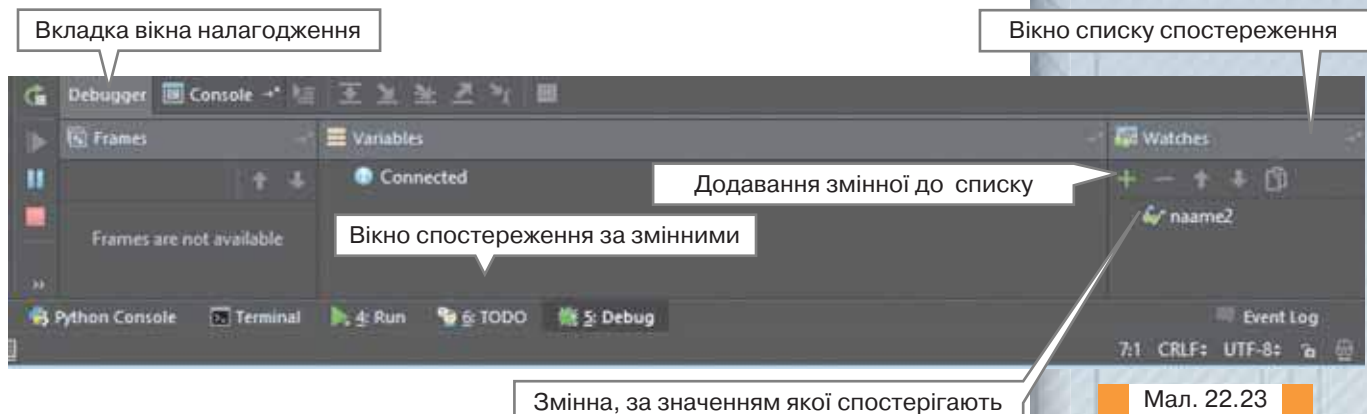 Вкладка вікна налагодження
Вікно списку спостереження
Debugger Console
Frames Variables Watches
Connected
Додавання змінної до списку
naame2
Frames are not available
Вікно спостереження за змінними
Python Console Terminal 4: Run 6: TODO 5: Debug Event Log
7:1 CRLF: UTF-8:
Змінна, за значенням якої спостерігають
Мал. 22.23